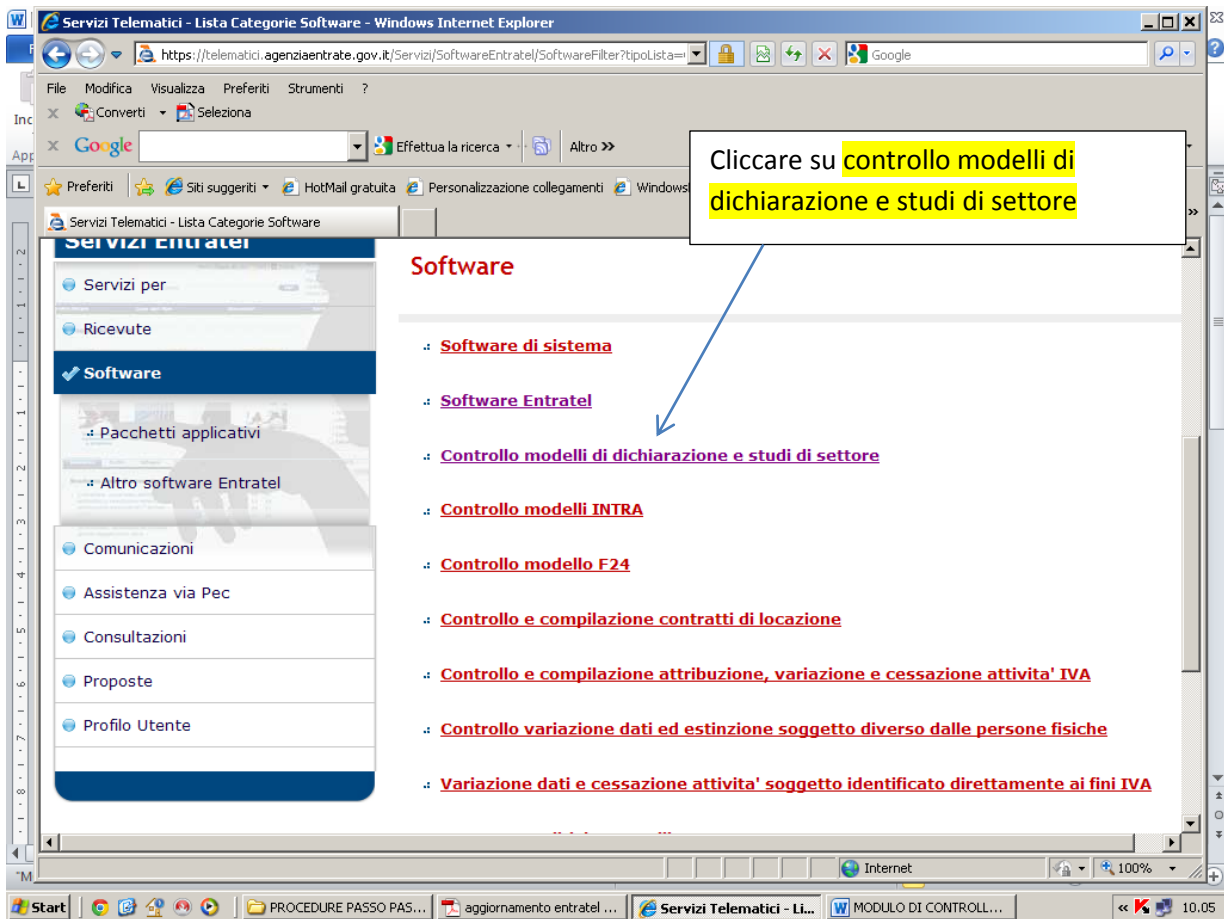 Servizi Telematici - Lista Categorie Software - Windows Internet Explorer
https://telematici.agenziaentrate.gov.it/Servizi/SoftwareEntratel/SoftwareFilter?tipoLista=
Google
File Modifica Visualizza Preferiti Strumenti ?
x Converti Seleziona
x Google Effettua la ricerca Altro »
Preferiti Siti suggeriti HotMail gratuita Personalizzazione collegamenti
Servizi Telematici - Lista Categorie Software
Cliccare su controllo modelli di
dichiarazione e studi di settore
Servizi Entratel
Servizi per
Ricevute
Software
Pacchetti applicativi
Altro software Entratel
Comunicazioni
Assistenza via Pec
Consultazioni
Proposte
Profilo Utente
Software
Software di sistema
Software Entratel
Controllo modelli di dichiarazione e studi di settore
Controllo modelli INTRA
Controllo modello F24
Controllo e compilazione contratti di locazione
Controllo e compilazione attribuzione, variazione e cessazione attivita' IVA
Controllo variazione dati ed estinzione soggetto diverso dalle persone fisiche
Variazione dati e cessazione attivita' soggetto identificato direttamente ai fini IVA
Internet 100%
Start PROCEDURE PASSO PAS... aggiornamento entratel ... Servizi Telematici - Li... MODULO DI CONTROLL... « 10.05